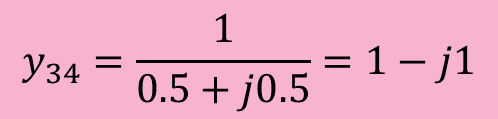 y₃₄ = 1 / (0.5 + j0.5) = 1 − j1